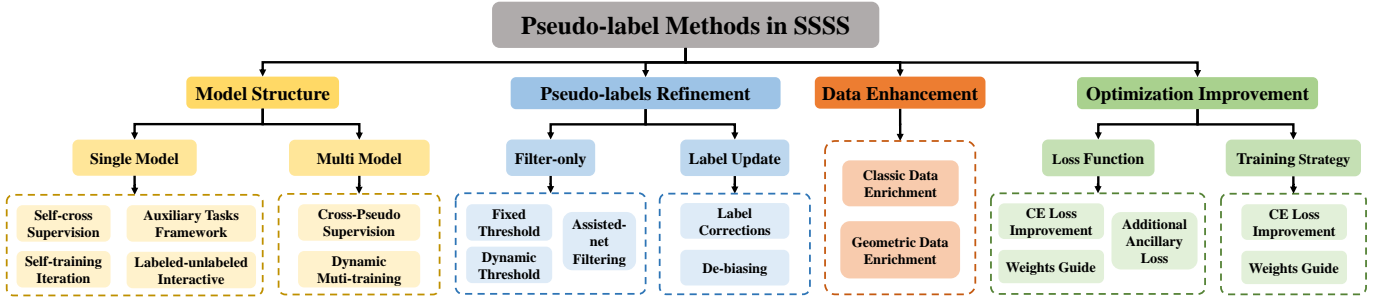 Pseudo-label Methods in SSSS
Model Structure
Pseudo-labels Refinement
Data Enhancement
Optimization Improvement
Single Model
Multi Model
Filter-only
Label Update
Loss Function
Training Strategy
Self-cross
Supervision
Auxiliary Tasks
Framework
Self-training
Iteration
Labeled-unlabeled
Interactive
Cross-Pseudo
Supervision
Dynamic
Muti-training
Fixed
Threshold
Dynamic
Threshold
Assisted-
net
Filtering
Label
Corrections
De-biasing
Classic Data
Enrichment
Geometric Data
Enrichment
CE Loss
Improvement
Weights Guide
Additional
Ancillary
Loss
CE Loss
Improvement
Weights Guide